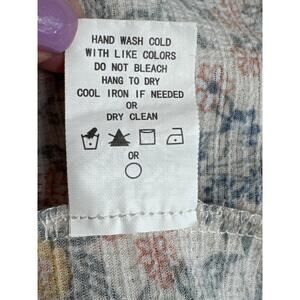 HAND WASH COLD
WITH LIKE COLORS
DO NOT BLEACH
HANG TO DRY
COOL IRON IF NEEDED
OR
DRY CLEAN
OR